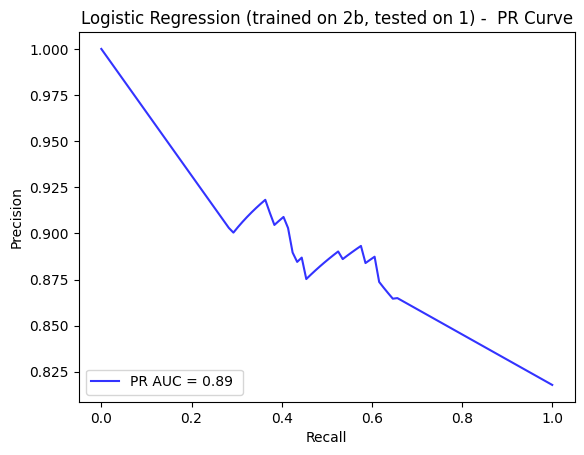 Logistic Regression (trained on 2b, tested on 1) -  PR Curve
1.000
0.975
0.950
0.925
0.900
0.875
0.850
0.825
Precision
PR AUC = 0.89
0.0 0.2 0.4 0.6 0.8 1.0
Recall